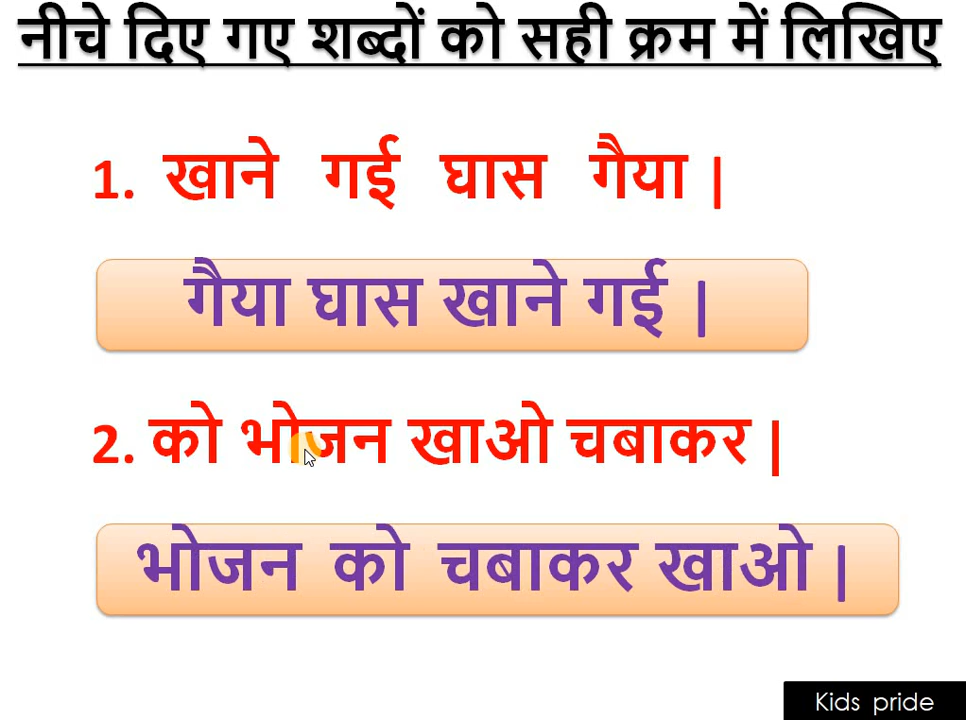 नीचे दिए गए शब्दों को सही क्रम में लिखिए
1. खाने गई घास गैया |
गैया घास खाने गई |
2. को भोजन खाओ चबाकर |
भोजन को चबाकर खाओ |
Kids pride